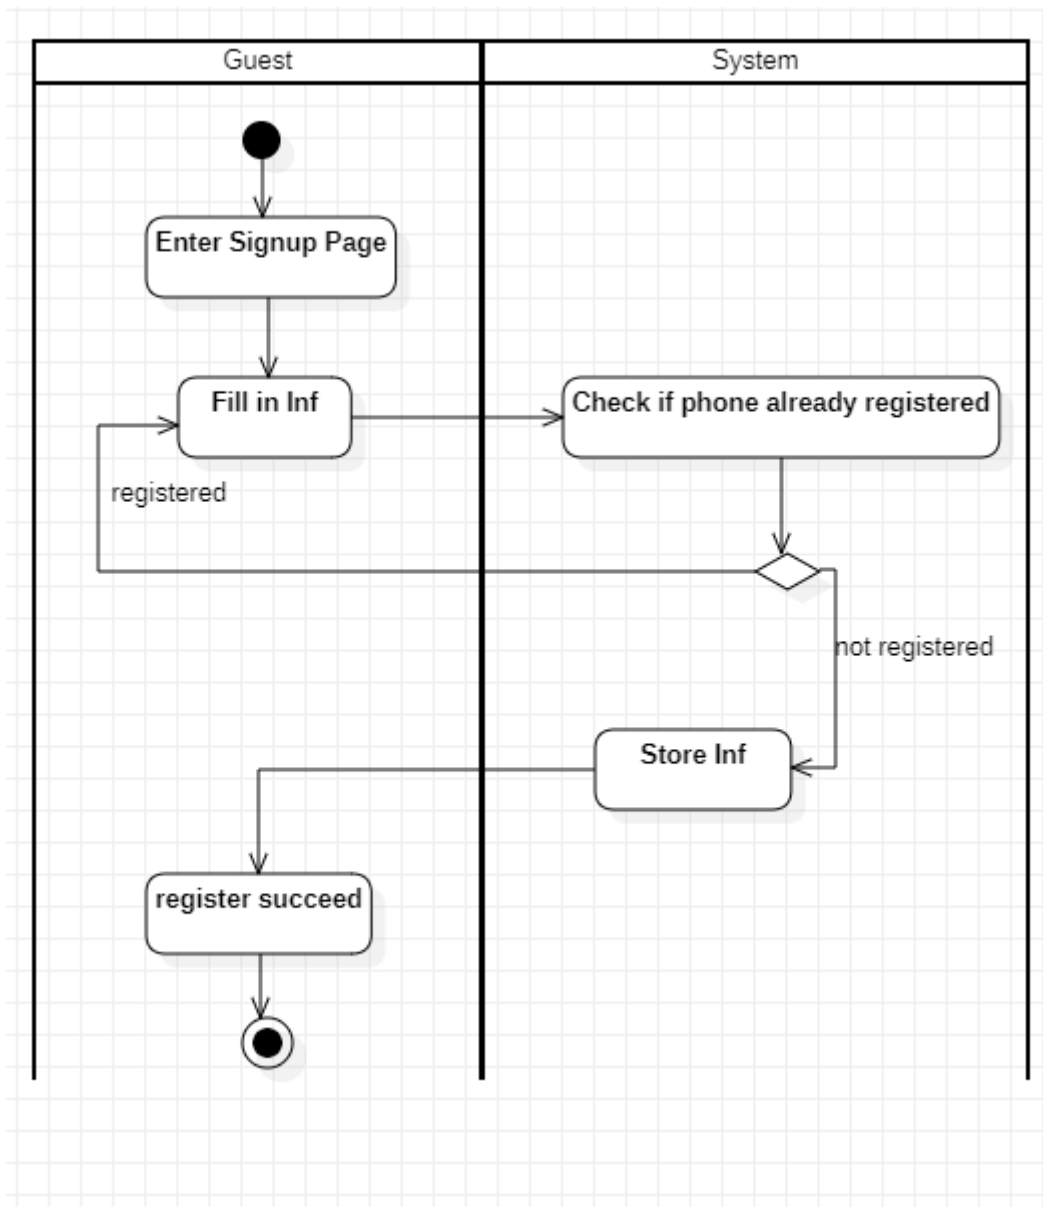 Guest
System
Enter Signup Page
Fill in Inf
Check if phone already registered
registered
not registered
Store Inf
register succeed